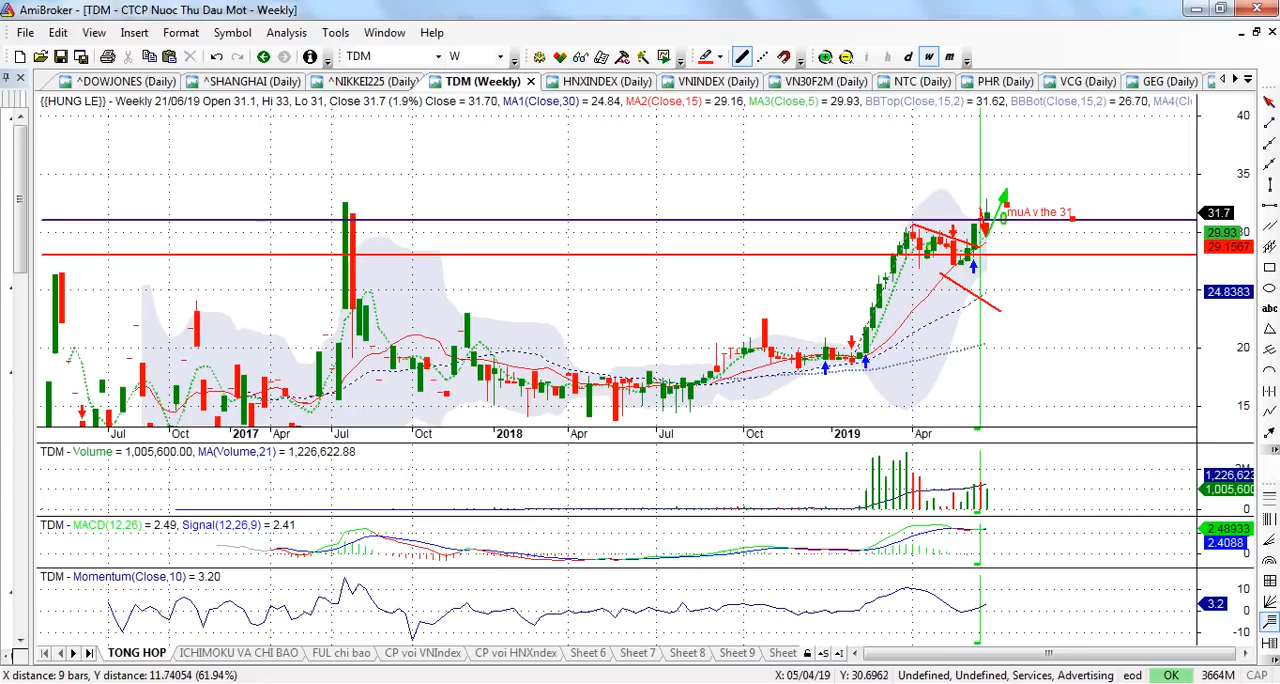 AmiBroker - [TDM - CTCP Nuoc Thu Dau Mot - Weekly]
File Edit View Insert Format Symbol Analysis Tools Window Help
TDM W h d w m
^DOWJONES (Daily) ^SHANGHAI (Daily) ^NIKKEI225 (Daily) TDM (Weekly) HNXINDEX (Daily) VNINDEX (Daily) VN30F2M (Daily) NTC (Daily) PHR (Daily) VCG (Daily) GEG (Daily)
{{HUNG LE}} - Weekly 21/06/19 Open 31.1, Hi 33, Lo 31, Close 31.7 (1.9%) Close = 31.70, MA1(Close,30) = 24.84, MA2(Close,15) = 29.16, MA3(Close,5) = 29.93, BBTop(Close,15,2) = 31.62, BBBot(Close,15,2) = 26.70, MA4(Cl
40
35
muA v the 31
31.7
29.93
30
29.1567
24.8383
20
15
Jul Oct 2017 Apr Jul Oct 2018 Apr Jul Oct 2019 Apr
TDM - Volume = 1,005,600.00, MA(Volume,21) = 1,226,622.88
1,226,623
1,005,600
0
TDM - MACD(12,26) = 2.49, Signal(12,26,9) = 2.41
2.48933
2.4088
0
TDM - Momentum(Close,10) = 3.20
10
3.2
0
-10
TONG HOP ICHIMOKU VA CHI BAO FUL chi bao CP voi VNIndex CP voi HNXndex Sheet 6 Sheet 7 Sheet 8 Sheet 9 Sheet
X distance: 9 bars, Y distance: 11.74054 (61.94%) X: 05/04/19 Y: 30.6962 Undefined, Undefined, Services, Advertising eod OK 3664M CAP
abc